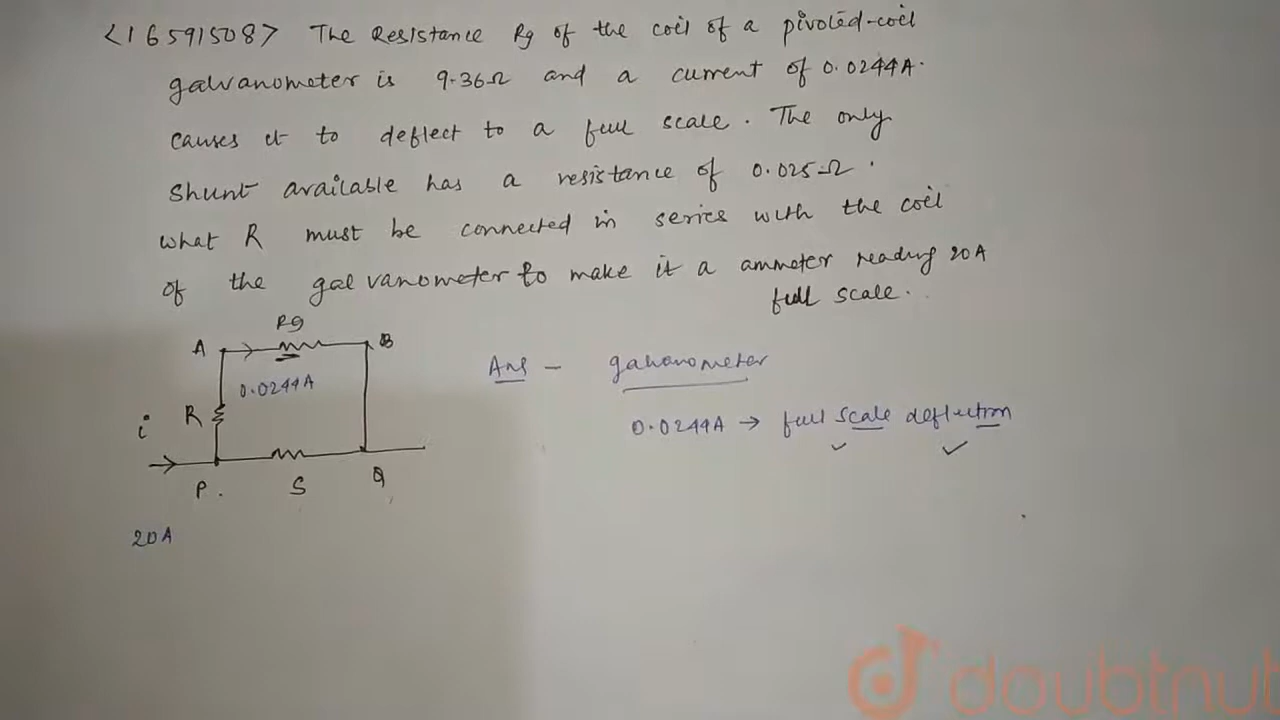 <16591508> The Resistance Rg of the coil of a pivoled-coil
galvanometer is 9.36Ω and a current of 0.0244A.
causes it to deflect to a full scale. The only
Shunt available has a resistance of 0.025Ω.
what R must be connected in series with the coil
of the galvanometer to make it a ammeter reading 20A
full scale.
Rg
A
B
0.0244A
R
i
P.
S
Q
20A
Ans - galvanometer
0.0244A → full scale deflection
doubtnut